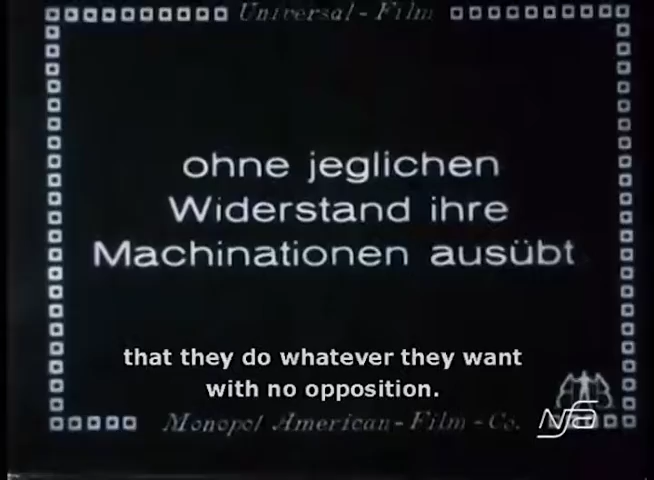 Universal-Film
ohne jeglichen
Widerstand ihre
Machinationen ausübt
that they do whatever they want
with no opposition.
Monopol American-Film-Co.
nfa